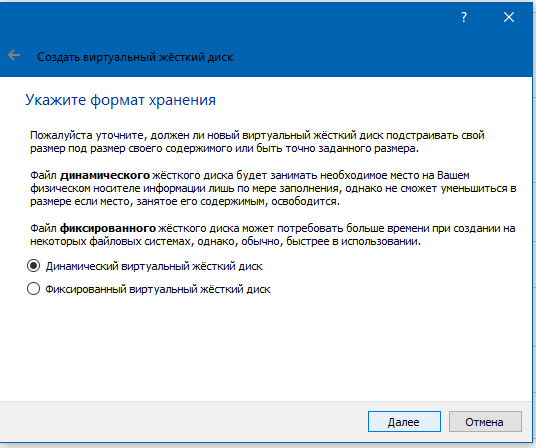 ?
Создать виртуальный жёсткий диск
Укажите формат хранения
Пожалуйста уточните, должен ли новый виртуальный жёсткий диск подстраивать свой
размер под размер своего содержимого или быть точно заданного размера.
Файл динамического жёсткого диска будет занимать необходимое место на Вашем
физическом носителе информации лишь по мере заполнения, однако не сможет уменьшиться в
размере если место, занятое его содержимым, освободится.
Файл фиксированного жёсткого диска может потребовать больше времени при создании на
некоторых файловых системах, однако, обычно, быстрее в использовании.
Динамический виртуальный жёсткий диск
Фиксированный виртуальный жёсткий диск
Далее
Отмена